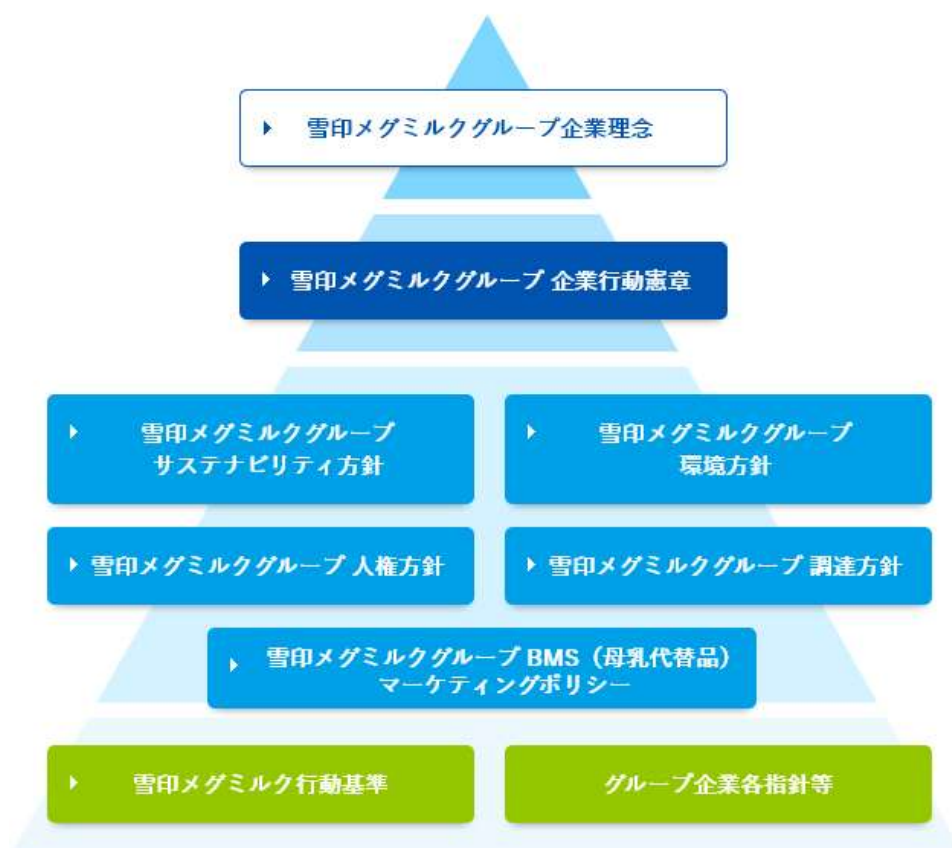 雪印メグミルクグループ企業理念
雪印メグミルクグループ 企業行動憲章
雪印メグミルクグループ
サステナビリティ方針
雪印メグミルクグループ
環境方針
雪印メグミルクグループ 人権方針
雪印メグミルクグループ 調達方針
雪印メグミルクグループ BMS（母乳代替品）
マーケティングポリシー
雪印メグミルク行動基準
グループ企業各指針等